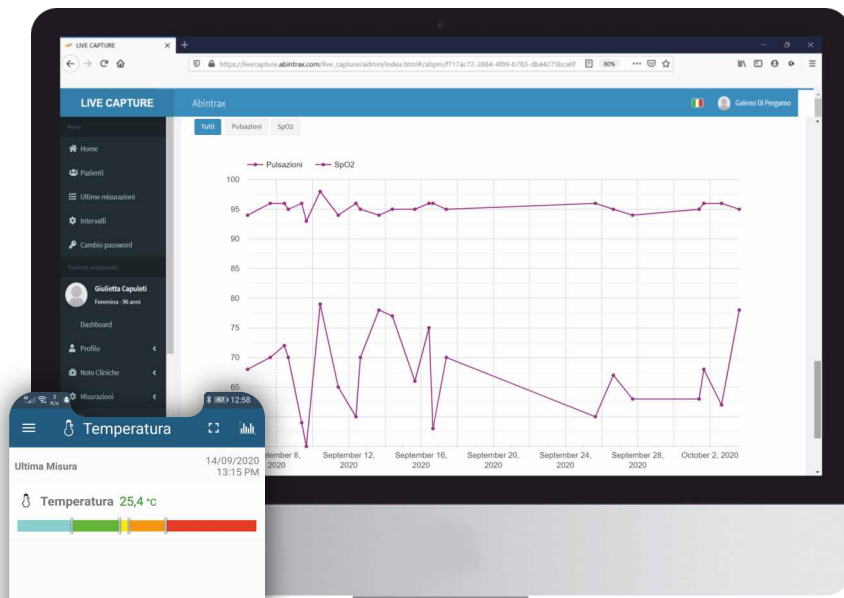 LIVE CAPTURE
https://livecapture.abintrax.com/live_capture/admin/index.html#/abpm/f717ac72-2884-4f89-b783-db44273bca0f
80%
LIVE CAPTURE
Abintrax
Galeno Di Pergamo
Menu
Home
Pazienti
Ultime misurazioni
Intervalli
Cambio password
Paziente selezionato
Giulietta Capuleti
Femmina - 96 anni
Dashboard
Profilo
Note Cliniche
Misurazioni
Tutti
Pulsazioni
SpO2
Pulsazioni
SpO2
100
95
90
85
80
75
70
65
September 12, 2020
September 16, 2020
September 20, 2020
September 24, 2020
September 28, 2020
October 2, 2020
12:58
Temperatura
Ultima Misura
14/09/2020
13:15 PM
Temperatura 25,4 °C